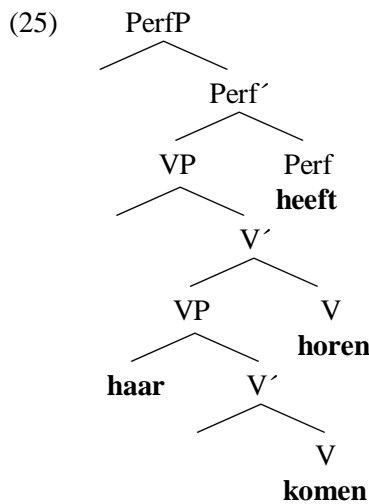 (25) PerfP
Perf´
VP Perf
heeft
V´
VP V
horen
haar V´
V
komen